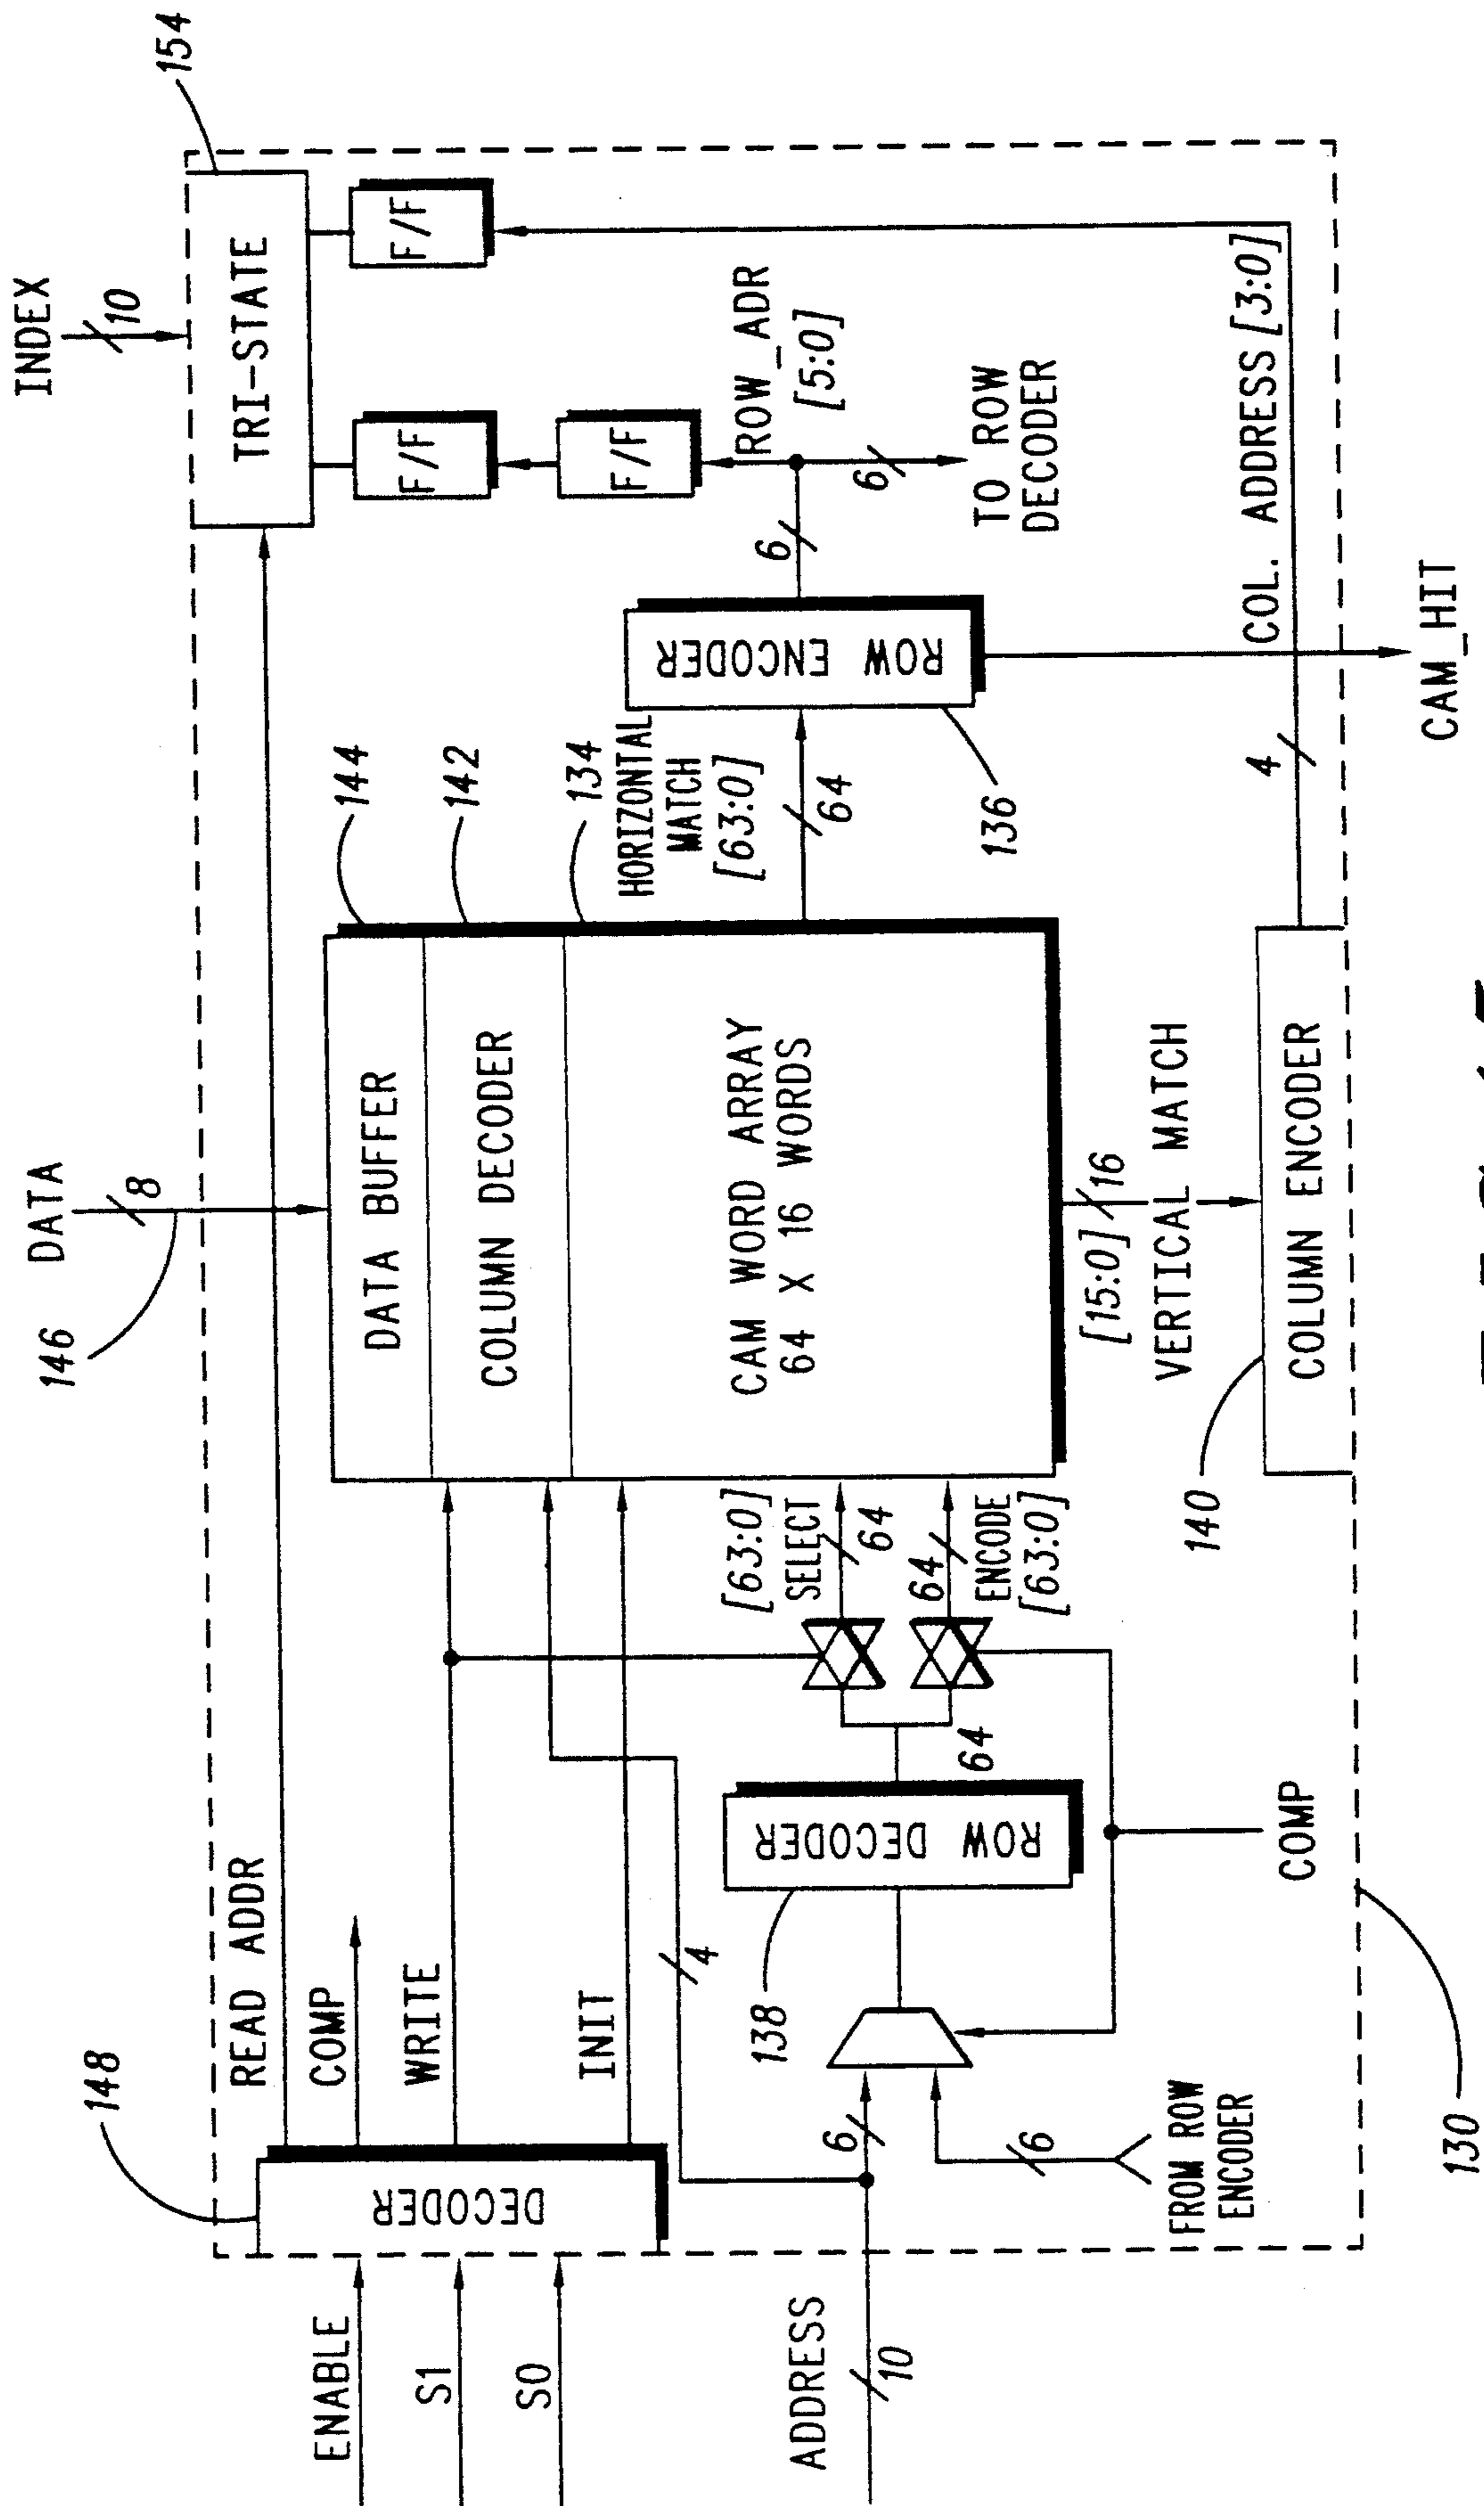 DATA
8
146
INDEX
10
154
148
READ ADDR
COMP
WRITE
INIT
ENABLE
S1
S0
DECODER
ADDRESS
10
6
4
6
FROM ROW
ENCODER
138
ROW DECODER
64
COMP
130
[63:0]
SELECT
64
64
ENCODE
[63:0]
DATA BUFFER
COLUMN DECODER
CAM WORD ARRAY
64 X 16 WORDS
144
142
134
HORIZONTAL
MATCH
[63:0]
64
[15:0]
16
VERTICAL MATCH
140
COLUMN ENCODER
ROW ENCODER
136
6
ROW_ADR
[5:0]
6
TO ROW
DECODER
TRI-STATE
F/F
F/F
F/F
COL. ADDRESS [3:0]
4
CAM_HIT